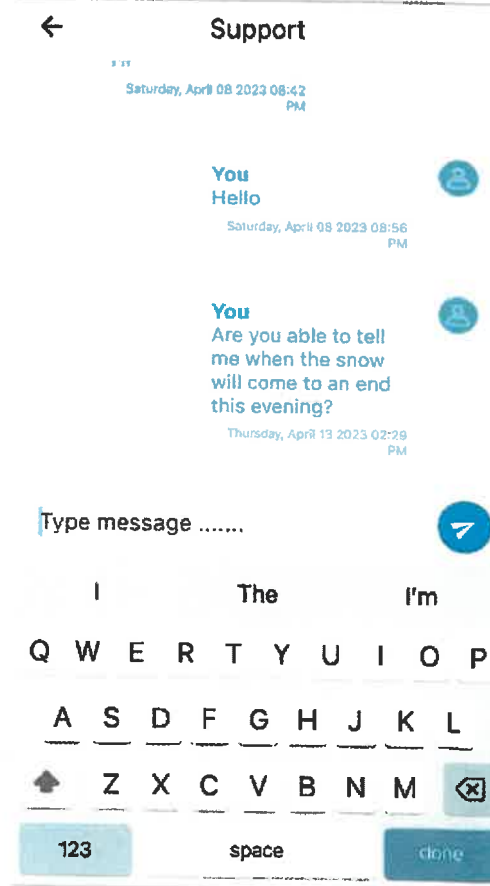 Support
Saturday, April 08 2023 08:42
PM
You
Hello
Saturday, April 08 2023 08:56
PM
You
Are you able to tell
me when the snow
will come to an end
this evening?
Thursday, April 13 2023 02:29
PM
Type message .......
I The I'm
Q W E R T Y U I O P
A S D F G H J K L
Z X C V B N M
123 space done